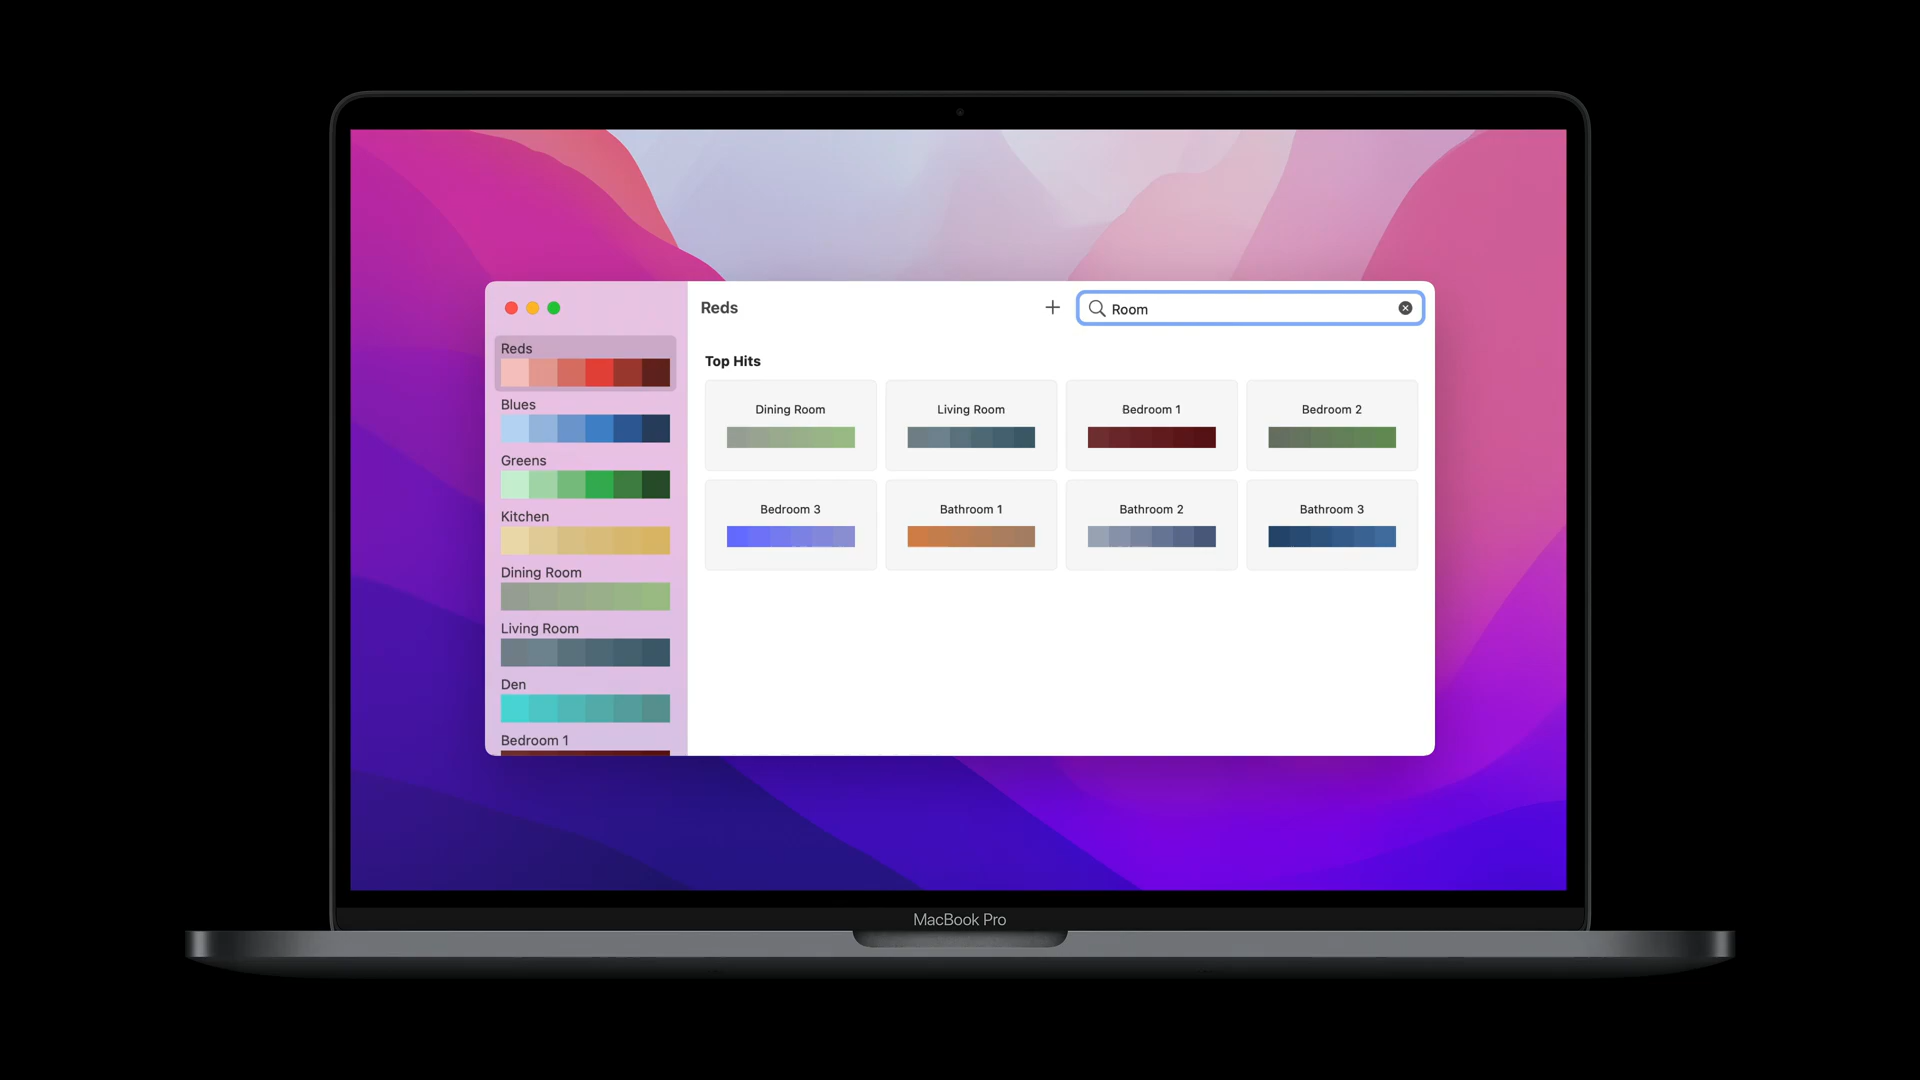 Reds
Blues
Greens
Kitchen
Dining Room
Living Room
Den
Bedroom 1
Reds
Room
Top Hits
Dining Room
Living Room
Bedroom 1
Bedroom 2
Bedroom 3
Bathroom 1
Bathroom 2
Bathroom 3
MacBook Pro